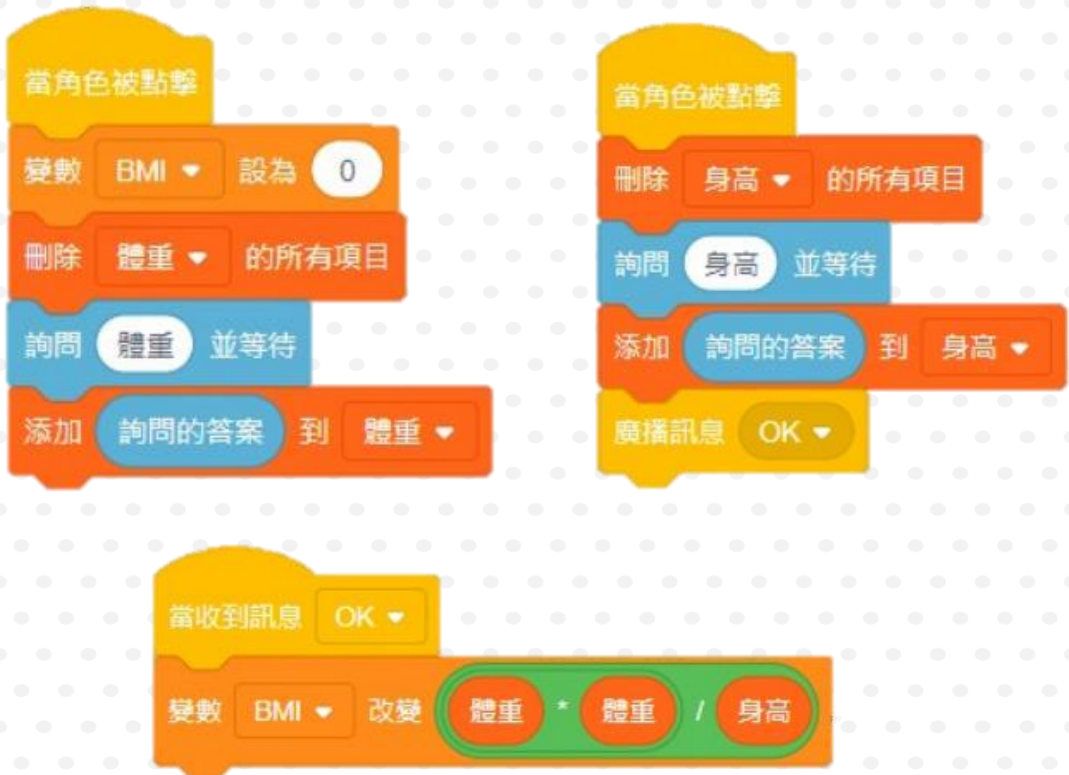 當角色被點擊
變數 BMI 設為 0
刪除 體重 的所有項目
詢問 體重 並等待
添加 詢問的答案 到 體重
當角色被點擊
刪除 身高 的所有項目
詢問 身高 並等待
添加 詢問的答案 到 身高
廣播訊息 OK
當收到訊息 OK
變數 BMI 改變 體重 * 體重 / 身高